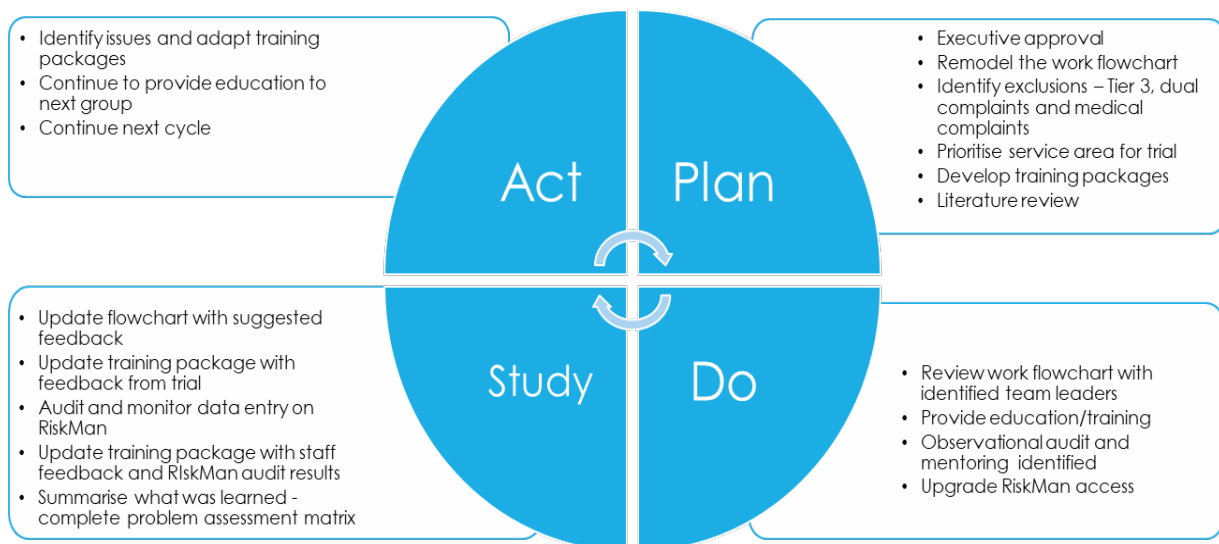 • Identify issues and adapt training
packages
• Continue to provide education to
next group
• Continue next cycle
Act
Plan
• Executive approval
• Remodel the work flowchart
• Identify exclusions – Tier 3, dual
complaints and medical
complaints
• Prioritise service area for trial
• Develop training packages
• Literature review
• Update flowchart with suggested
feedback
• Update training package with
feedback from trial
• Audit and monitor data entry on
RiskMan
• Update training package with staff
feedback and RIskMan audit results
• Summarise what was learned -
complete problem assessment matrix
Study
Do
• Review work flowchart with
identified team leaders
• Provide education/training
• Observational audit and
mentoring identified
• Upgrade RiskMan access